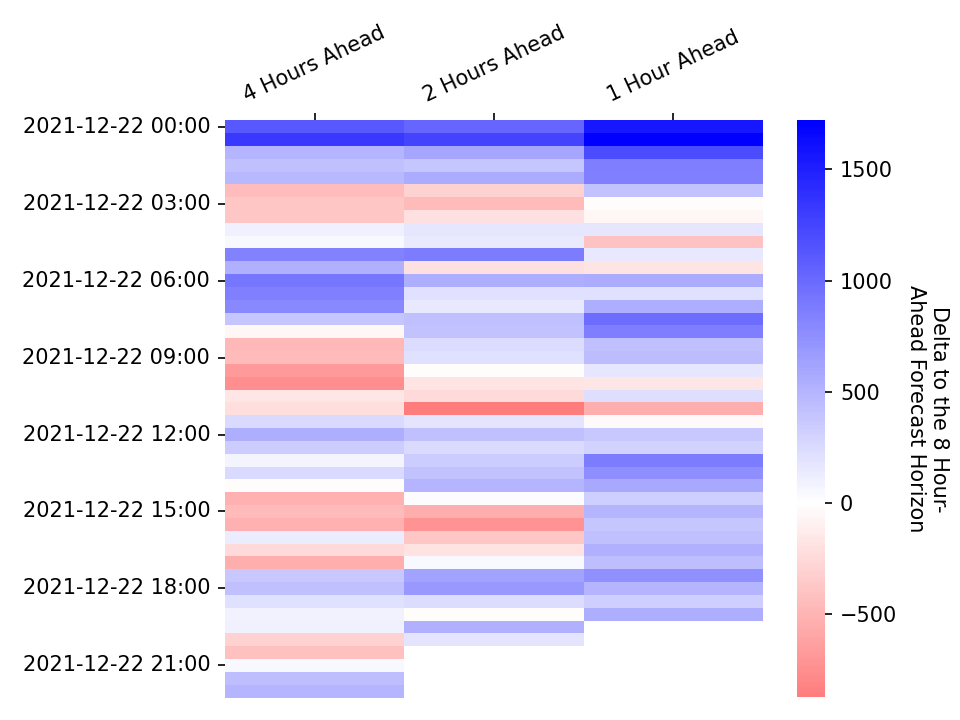 4 Hours Ahead
2 Hours Ahead
1 Hour Ahead
2021-12-22 00:00
2021-12-22 03:00
2021-12-22 06:00
2021-12-22 09:00
2021-12-22 12:00
2021-12-22 15:00
2021-12-22 18:00
2021-12-22 21:00
1500
1000
500
0
−500
Delta to the 8 Hour-
Ahead Forecast Horizon